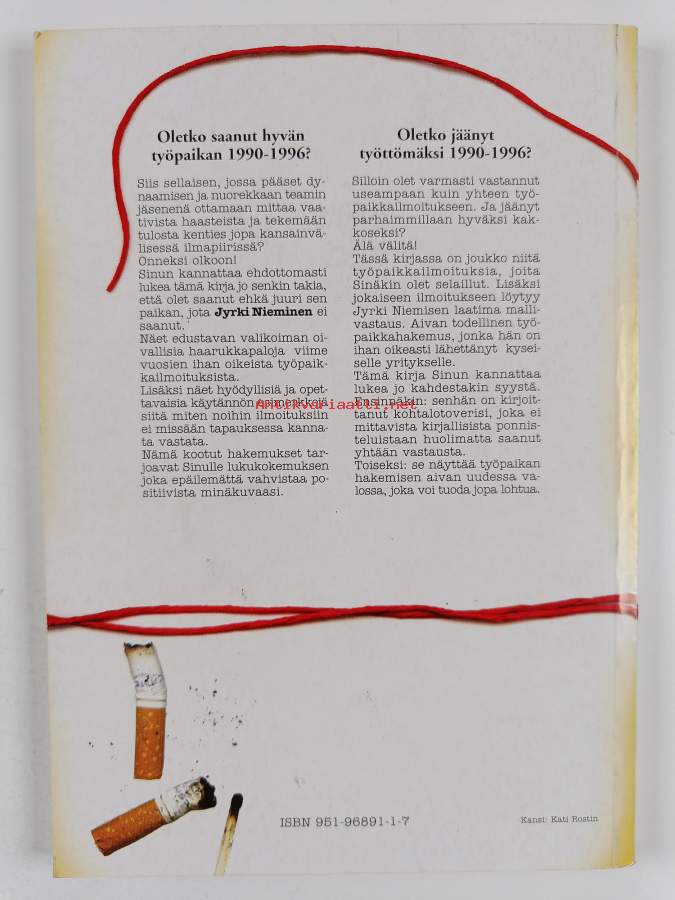 Oletko saanut hyvän
työpaikan 1990-1996?
Siis sellaisen, jossa pääset dy-
naamisen ja nuorekkaan teamin
jäsenenä ottamaan mittaa vaa-
tivista haasteista ja tekemään
tulosta kenties jopa kansainvä-
lisessä ilmapiirissä?
Onneksi olkoon!
Sinun kannattaa ehdottomasti
lukea tämä kirja jo senkin takia,
että olet saanut ehkä juuri sen
paikan, jota Jyrki Nieminen ei
saanut.
Näet edustavan valikoiman oi-
vallisia haarukkapaloja viime
vuosien ihan oikeista työpaik-
kailmoituksista.
Lisäksi näet hyödyllisiä ja opet-
tavaisia käytännön esimerkkejä
siitä miten noihin ilmoituksiin
ei missään tapauksessa kanna-
ta vastata.
Nämä kootut hakemukset tar-
joavat Sinulle lukukokemuksen
joka epäilemättä vahvistaa po-
sitiivista minäkuvaasi.
Oletko jäänyt
työttömäksi 1990-1996?
Silloin olet varmasti vastannut
useampaan kuin yhteen työ-
paikkailmoitukseen. Ja jäänyt
parhaimmillaan hyväksi kak-
koseksi?
Älä välitä!
Tässä kirjassa on joukko niitä
työpaikkailmoituksia, joita
Sinäkin olet selaillut. Lisäksi
jokaiseen ilmoitukseen löytyy
Jyrki Niemisen laatima malli-
vastaus. Aivan todellinen työ-
paikkahakemus, jonka hän on
ihan oikeasti lähettänyt kysei-
selle yritykselle.
Tämä kirja Sinun kannattaa
lukea jo kahdestakin syystä.
Ensinnäkin: senhän on kirjoit-
tanut kohtalotoverisi, joka ei
mittavista kirjallisista ponnis-
teluistaan huolimatta saanut
yhtään vastausta.
Toiseksi: se näyttää työpaikan
hakemisen aivan uudessa va-
lossa, joka voi tuoda jopa lohtua.
Antikvariaatti.net
ISBN 951-96891-1-7
Kansi: Kati Rostin